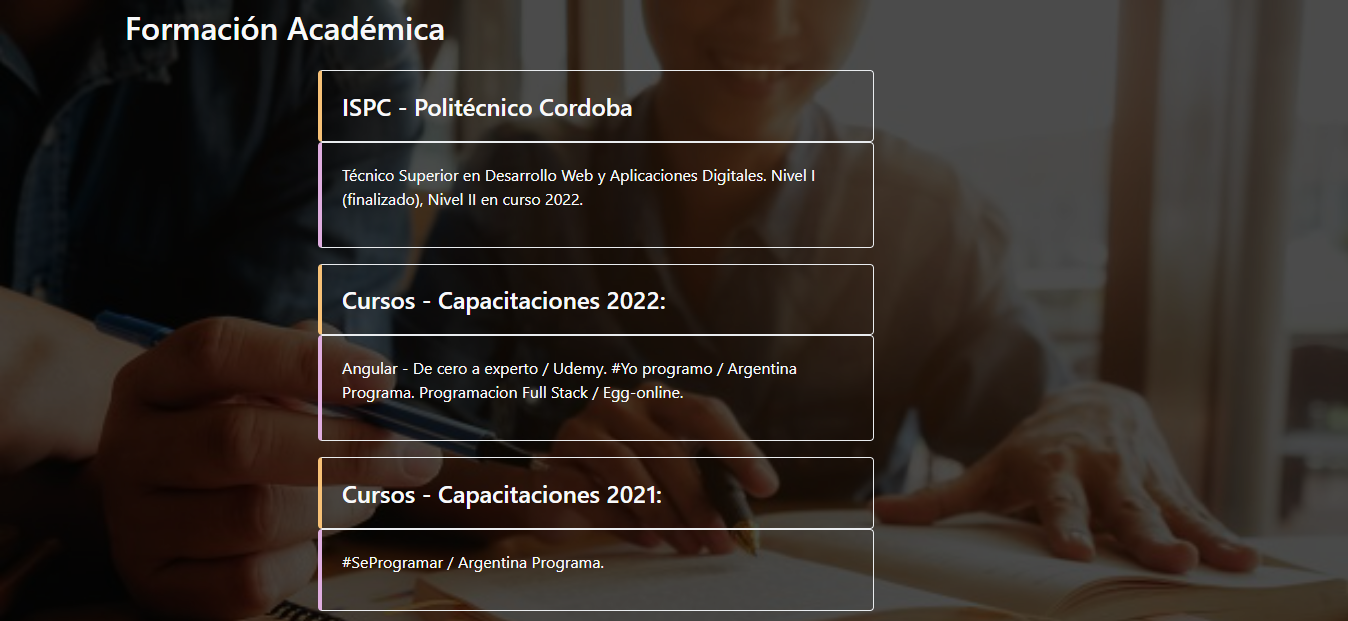 Formación Académica
ISPC - Politécnico Cordoba
Técnico Superior en Desarrollo Web y Aplicaciones Digitales. Nivel I
(finalizado), Nivel II en curso 2022.
Cursos - Capacitaciones 2022:
Angular - De cero a experto / Udemy. #Yo programo / Argentina
Programa. Programacion Full Stack / Egg-online.
Cursos - Capacitaciones 2021:
#SeProgramar / Argentina Programa.